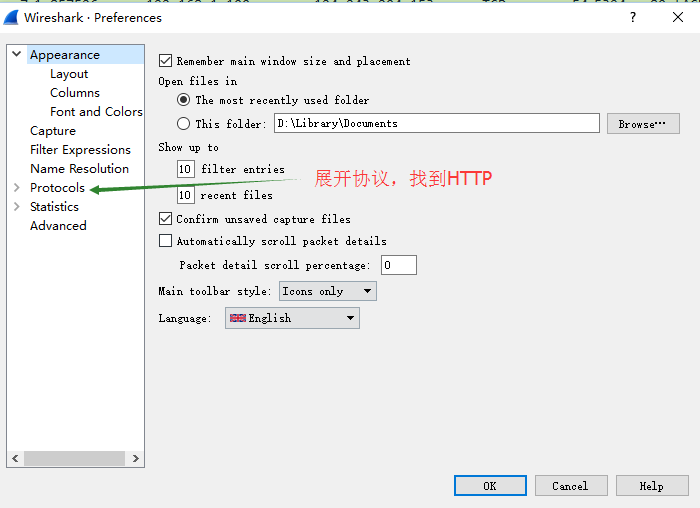 Wireshark · Preferences
?
Appearance
Layout
Columns
Font and Colors
Capture
Filter Expressions
Name Resolution
Protocols
Statistics
Advanced
Remember main window size and placement
Open files in
The most recently used folder
This folder: D:\Library\Documents Browse…
Show up to
10 filter entries
10 recent files
展开协议，找到HTTP
Confirm unsaved capture files
Automatically scroll packet details
Packet detail scroll percentage: 0
Main toolbar style: Icons only
Language: English
OK Cancel Help